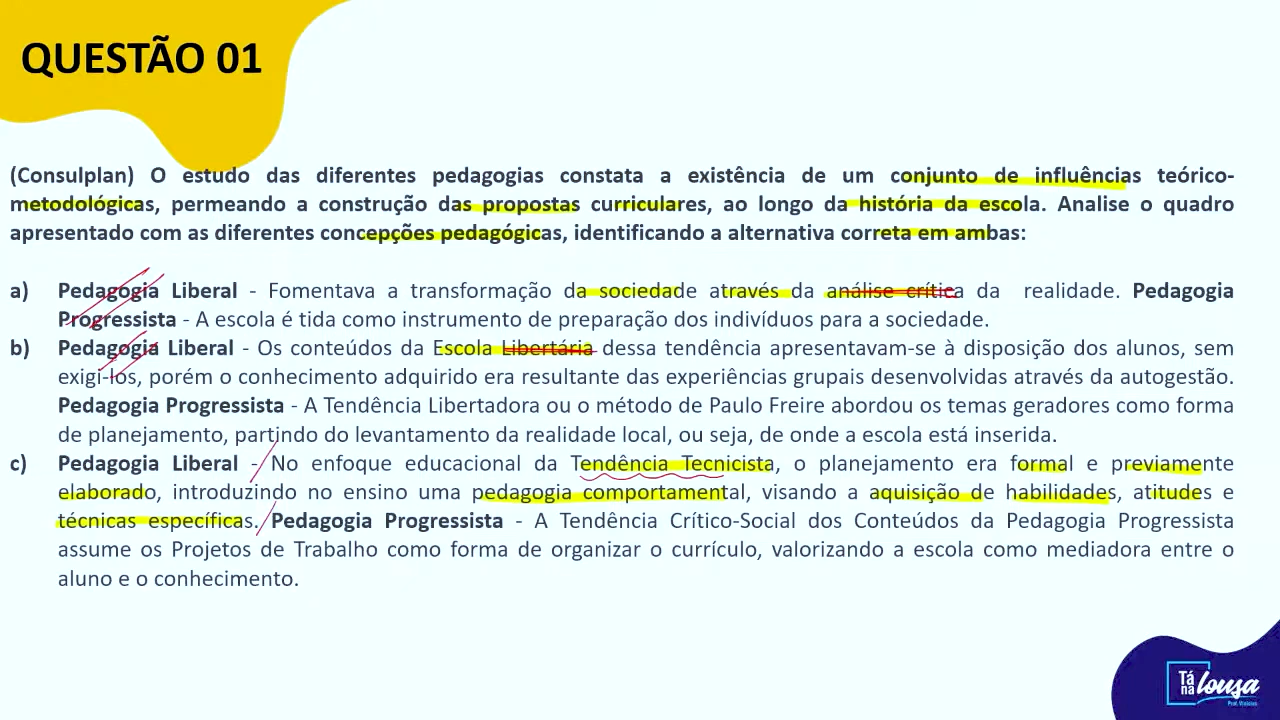 QUESTÃO 01
(Consulplan) O estudo das diferentes pedagogias constata a existência de um conjunto de influências teórico-
metodológicas, permeando a construção das propostas curriculares, ao longo da história da escola. Analise o quadro
apresentado com as diferentes concepções pedagógicas, identificando a alternativa correta em ambas:
a) Pedagogia Liberal - Fomentava a transformação da sociedade através da análise crítica da realidade. Pedagogia
Progressista - A escola é tida como instrumento de preparação dos indivíduos para a sociedade.
b) Pedagogia Liberal - Os conteúdos da Escola Libertária dessa tendência apresentavam-se à disposição dos alunos, sem
exigi-los, porém o conhecimento adquirido era resultante das experiências grupais desenvolvidas através da autogestão.
Pedagogia Progressista - A Tendência Libertadora ou o método de Paulo Freire abordou os temas geradores como forma
de planejamento, partindo do levantamento da realidade local, ou seja, de onde a escola está inserida.
c) Pedagogia Liberal - No enfoque educacional da Tendência Tecnicista, o planejamento era formal e previamente
elaborado, introduzindo no ensino uma pedagogia comportamental, visando a aquisição de habilidades, atitudes e
técnicas específicas. Pedagogia Progressista - A Tendência Crítico-Social dos Conteúdos da Pedagogia Progressista
assume os Projetos de Trabalho como forma de organizar o currículo, valorizando a escola como mediadora entre o
aluno e o conhecimento.
Tá
na lousa
Prof. Vinícius